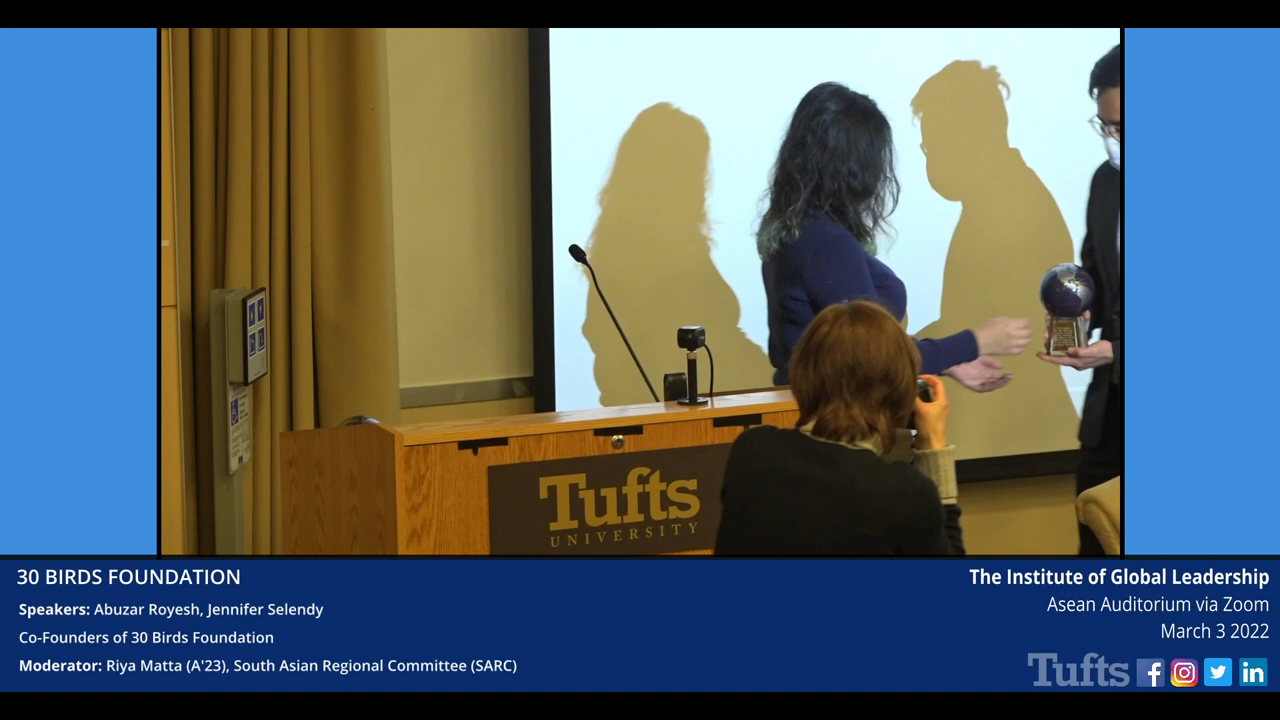 Tufts
UNIVERSITY
30 BIRDS FOUNDATION
Speakers: Abuzar Royesh, Jennifer Selendy
Co-Founders of 30 Birds Foundation
Moderator: Riya Matta (A'23), South Asian Regional Committee (SARC)
The Institute of Global Leadership
Asean Auditorium via Zoom
March 3 2022
Tufts